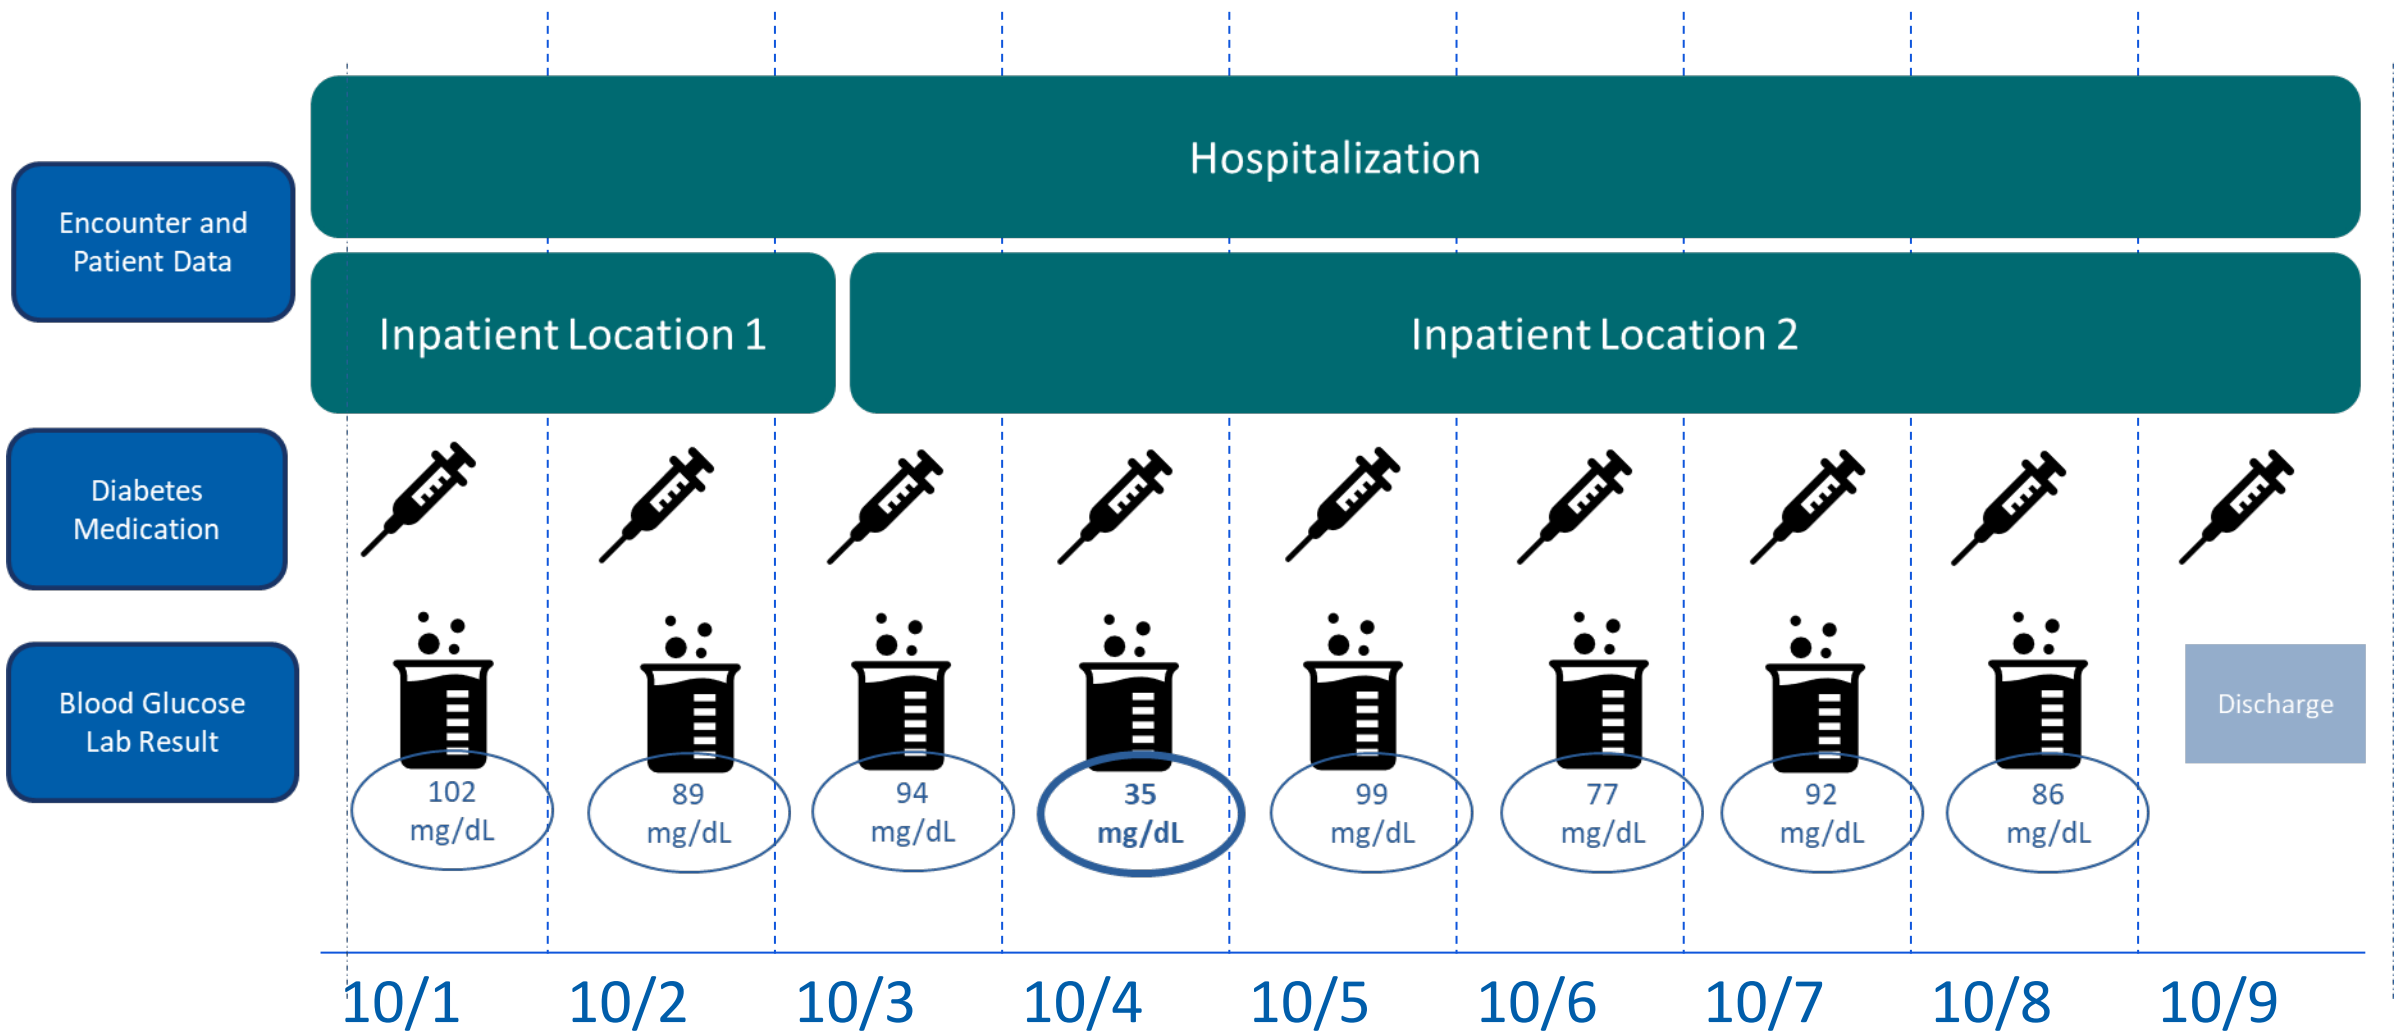 Hospitalization
Encounter and
Patient Data
Inpatient Location 1
Inpatient Location 2
Diabetes
Medication
Blood Glucose
Lab Result
Discharge
102
mg/dL
89
mg/dL
94
mg/dL
35
mg/dL
99
mg/dL
77
mg/dL
92
mg/dL
86
mg/dL
10/1
10/2
10/3
10/4
10/5
10/6
10/7
10/8
10/9